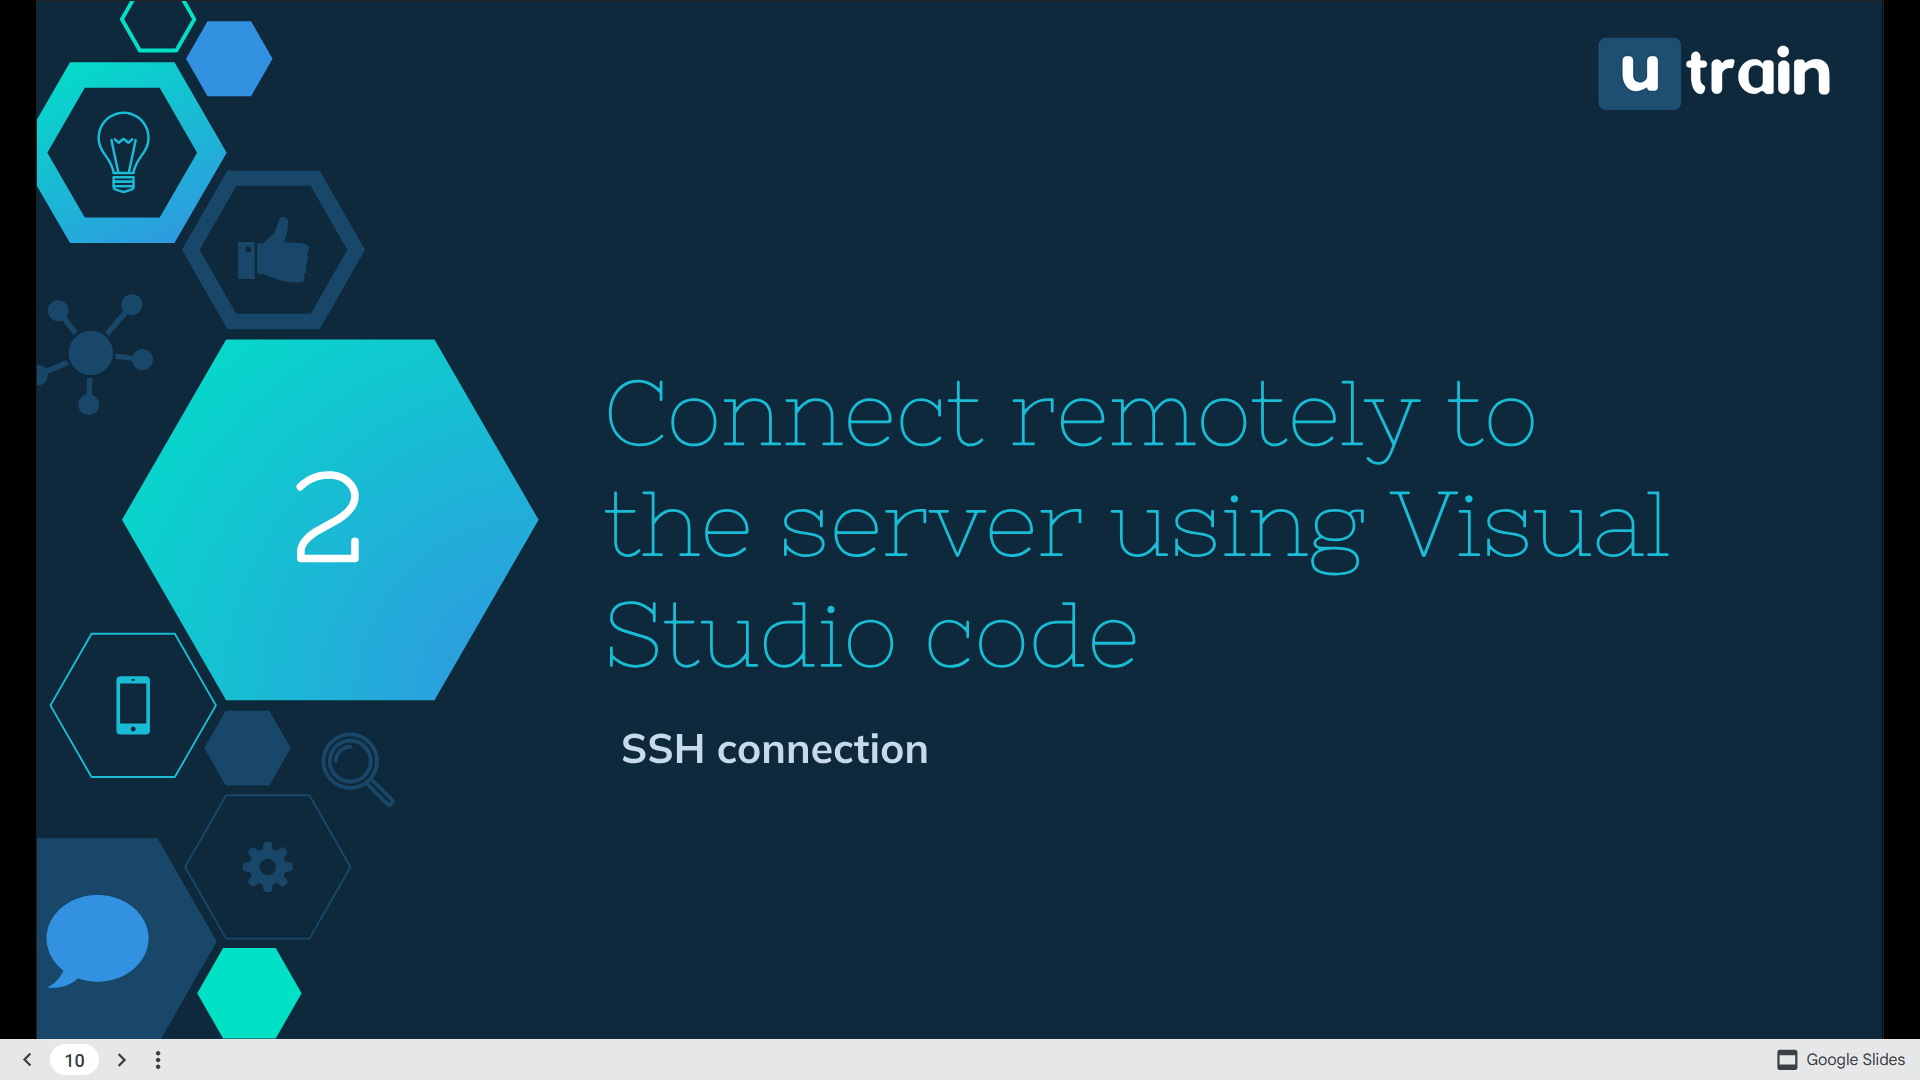 u train
2
Connect remotely to
the server using Visual
Studio code
SSH connection
10
Google Slides